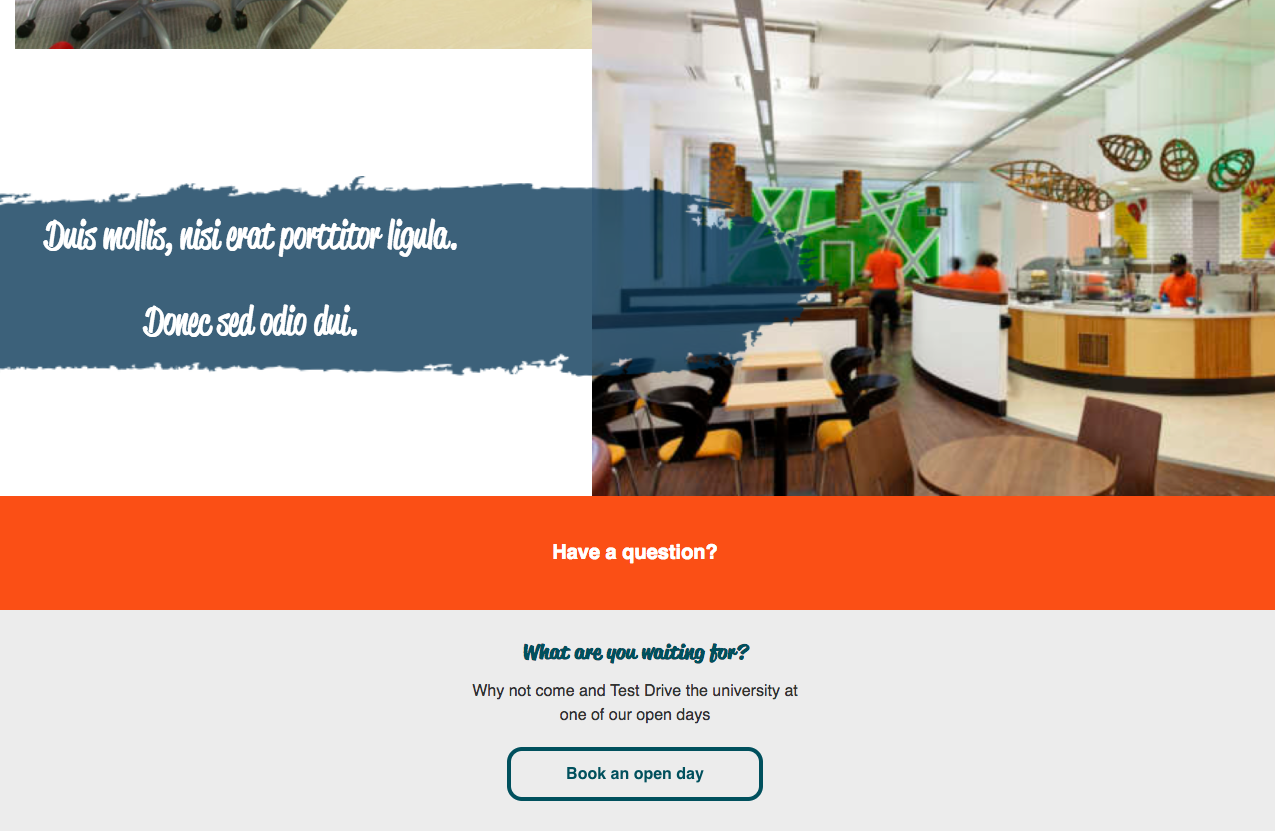 Duis mollis, nisi erat porttitor ligula.
Donec sed odio dui.
Have a question?
What are you waiting for?
Why not come and Test Drive the university at
one of our open days
Book an open day